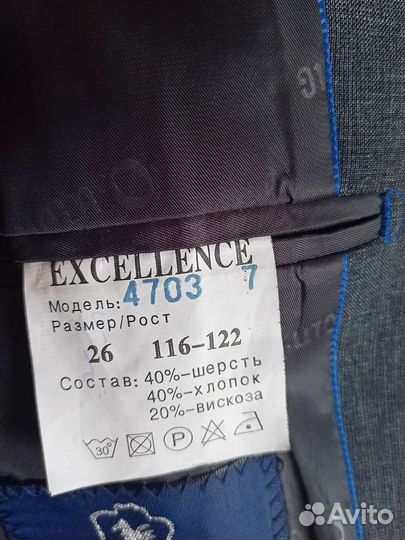 EXCELLENCE
Модель: 4703 7
Размер/Рост
26 116-122
Состав: 40%-шерсть
40%-хлопок
20%-вискоза
30°
P
Avito